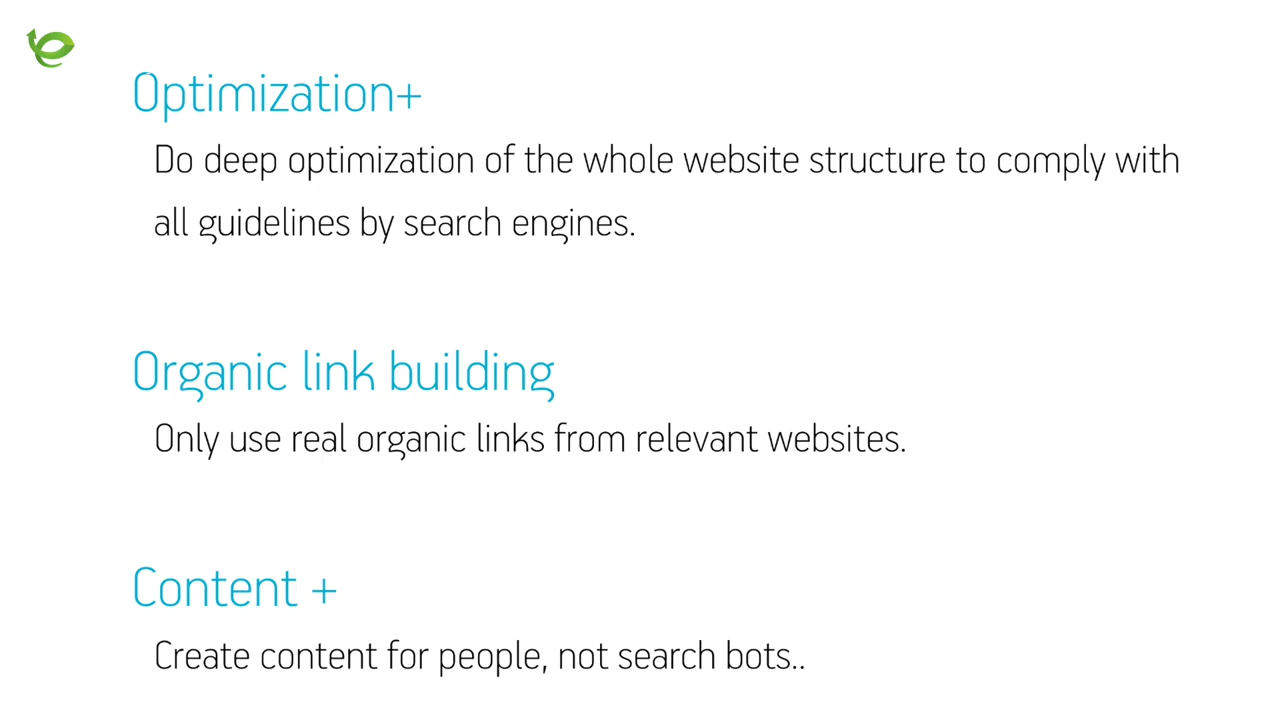 Optimization+
Do deep optimization of the whole website structure to comply with
all guidelines by search engines.
Organic link building
Only use real organic links from relevant websites.
Content +
Create content for people, not search bots..